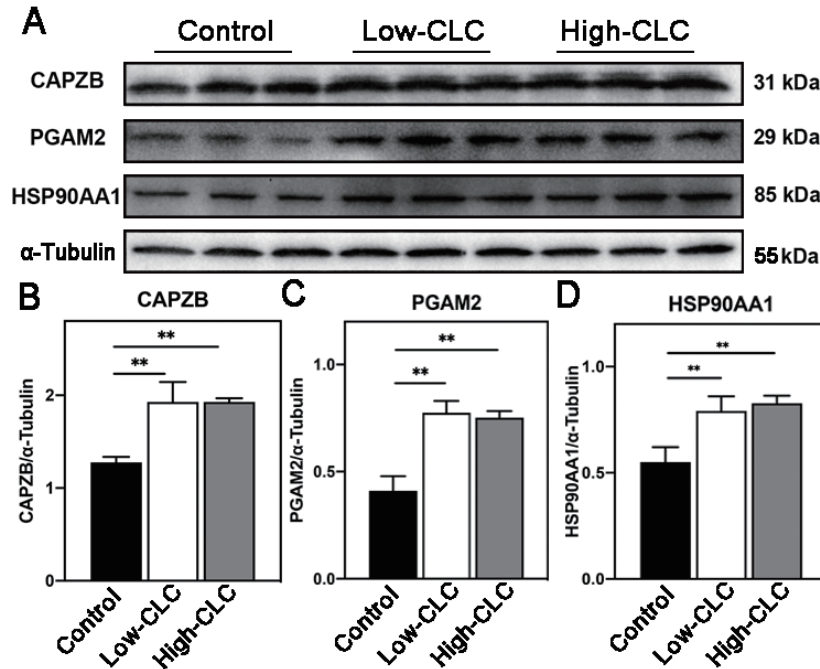 A
Control Low-CLC High-CLC
CAPZB 31 kDa
PGAM2 29 kDa
HSP90AA1 85 kDa
α-Tubulin 55 kDa
B CAPZB
CAPZB/α-Tubulin
2
1
0
** **
Control Low-CLC High-CLC
C PGAM2
PGAM2/α-Tubulin
1.0
0.5
0.0
** **
Control Low-CLC High-CLC
D HSP90AA1
HSP90AA1/α-Tubulin
1.0
0.5
0.0
** **
Control Low-CLC High-CLC